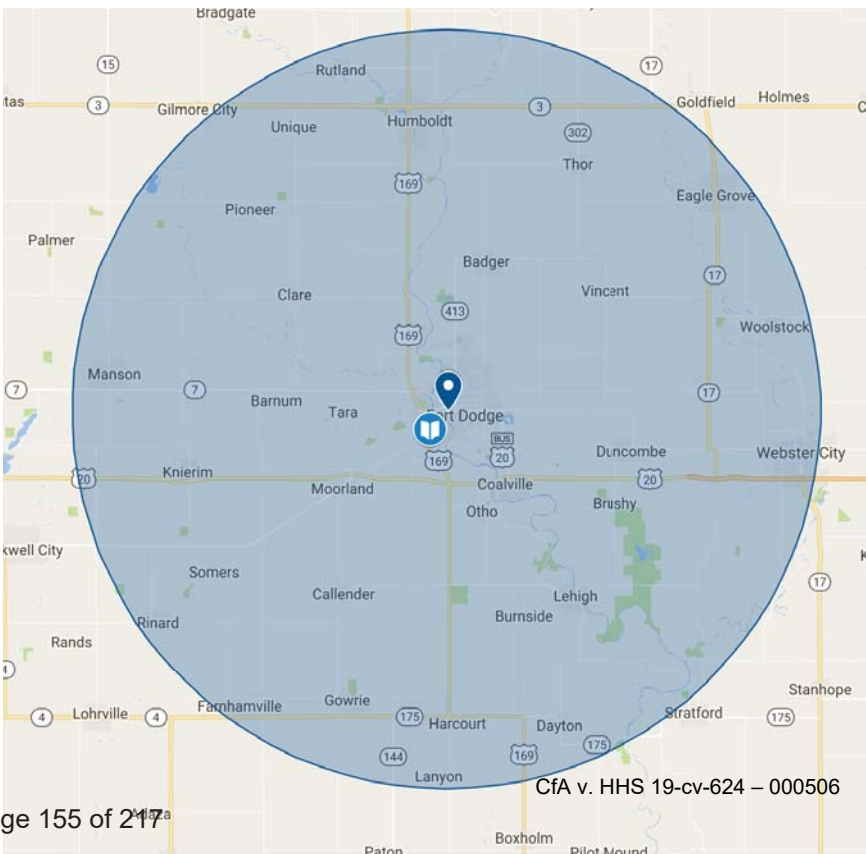 Bradgate
15
Rutland
17
tas
3
Gilmore City
Humboldt
3
Goldfield
Holmes
Unique
302
Thor
169
Eagle Grove
Pioneer
Palmer
Badger
17
Clare
Vincent
413
169
Woolstock
Manson
7
7
17
Barnum
Tara
Fort Dodge
BUS
20
169
Duncombe
Webster City
20
Knierim
Moorland
Coalville
20
Otho
Brushy
kwell City
Somers
17
Callender
Lehigh
Rinard
Burnside
Rands
4
Stanhope
Gowrie
Farnhamville
4
Lohrville
4
175
Harcourt
Dayton
Stratford
175
144
169
175
Lanyon
CfA v. HHS 19-cv-624 – 000506
ge 155 of 217
Adaza
Boxholm
Paton
Pilot Mound